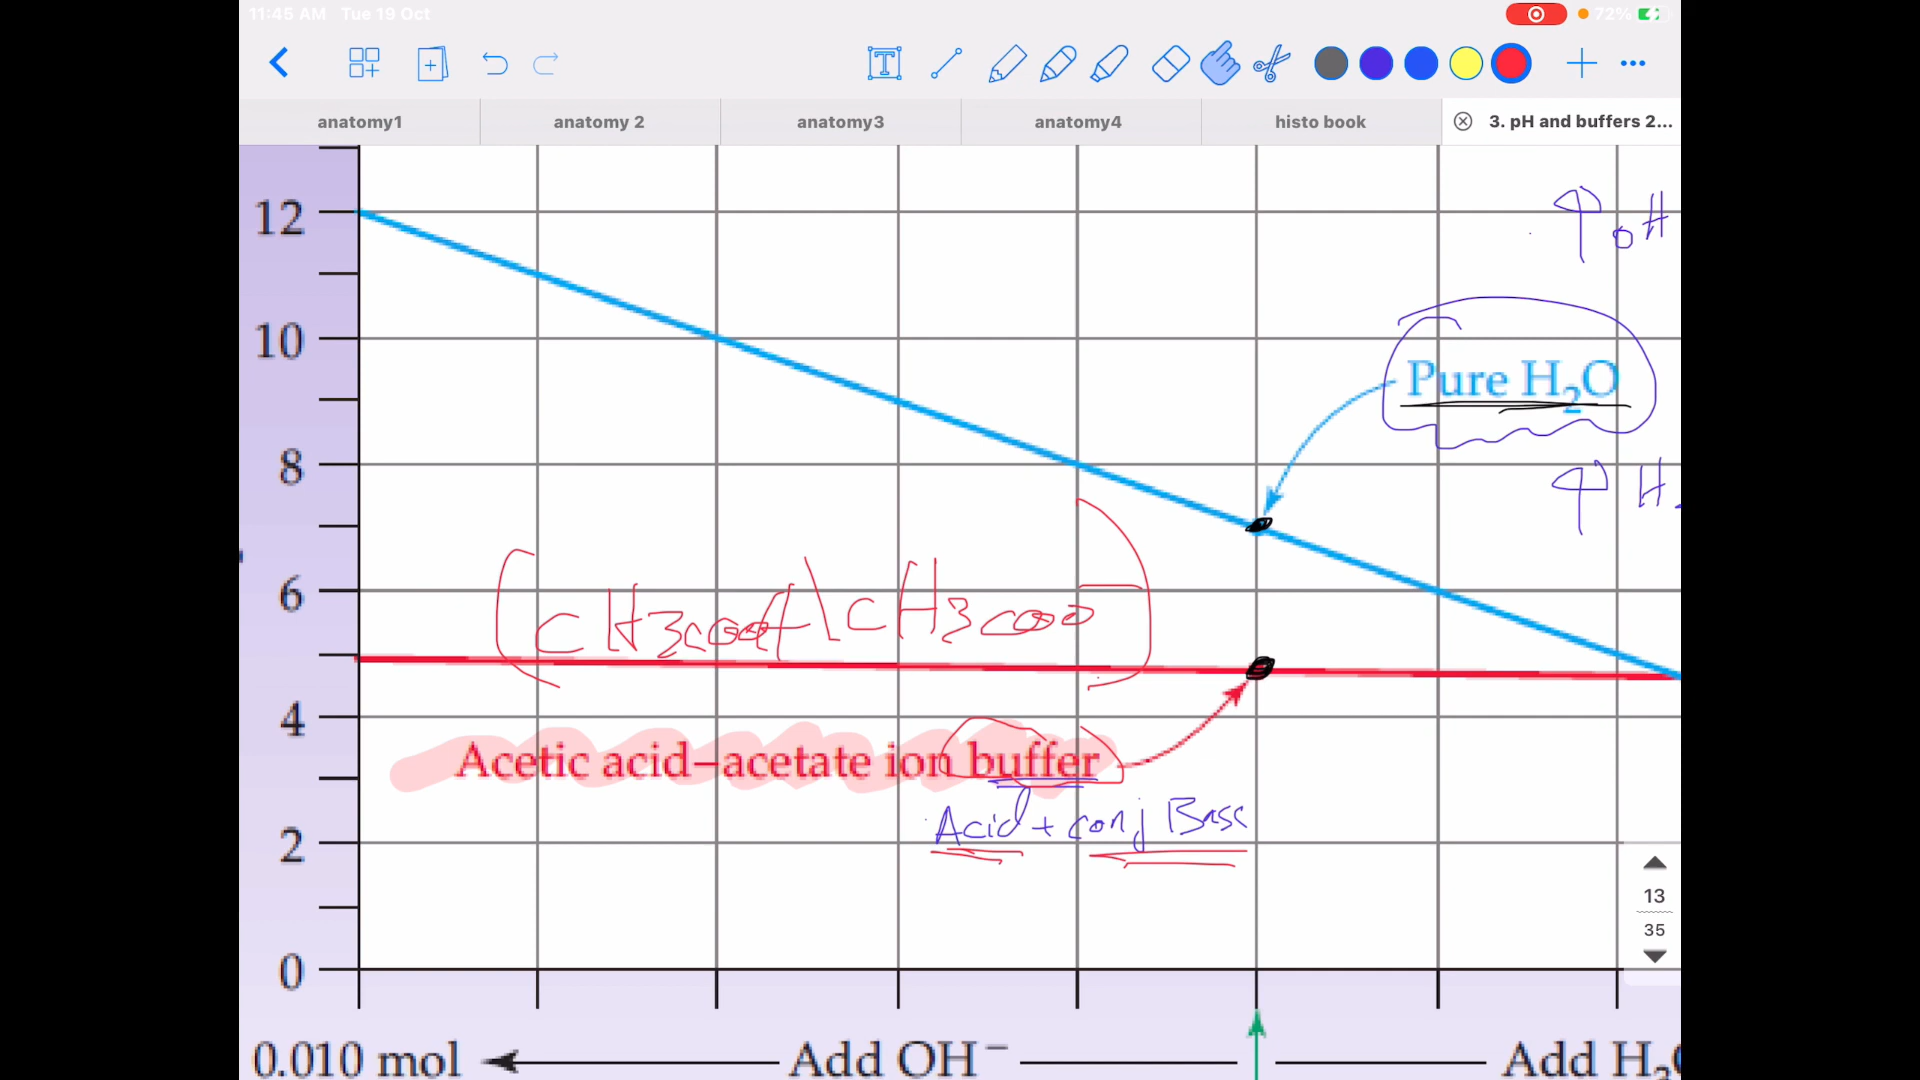 11:45 AM Tue 19 Oct
72%
anatomy1 anatomy 2 anatomy3 anatomy4 histo book 3. pH and buffers 2...
12
↑ OH
10
Pure H₂O
8
↑ H
6
(CH3COOH \ CH3COO⁻)
4
Acetic acid–acetate ion buffer
Acid + conj Base
2
13
35
0
0.010 mol Add OH⁻ Add H₃